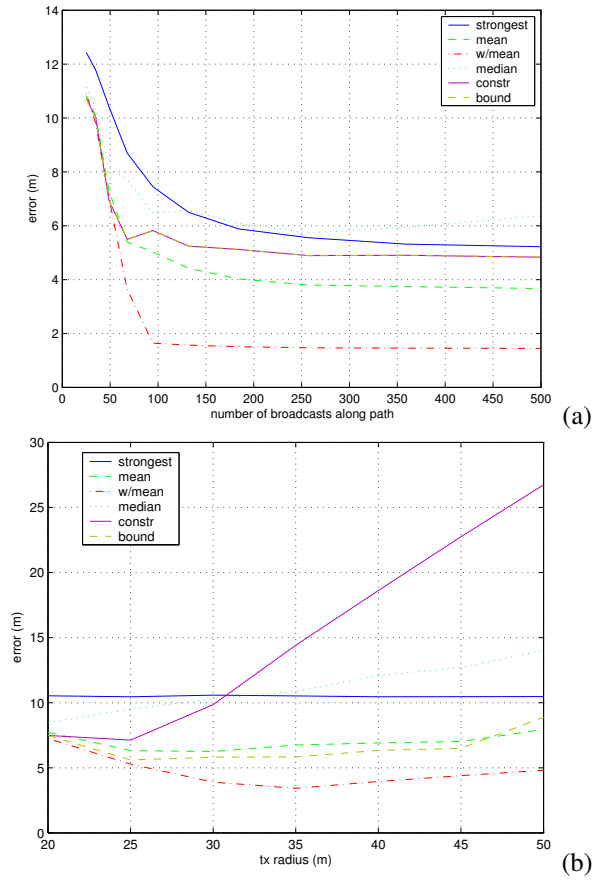 14
12
10
8
6
4
2
0
error (m)
strongest
mean
w/mean
median
constr
bound
0 50 100 150 200 250 300 350 400 450 500
number of broadcasts along path
(a)
30
25
20
15
10
5
0
error (m)
strongest
mean
w/mean
median
constr
bound
20 25 30 35 40 45 50
tx radius (m)
(b)